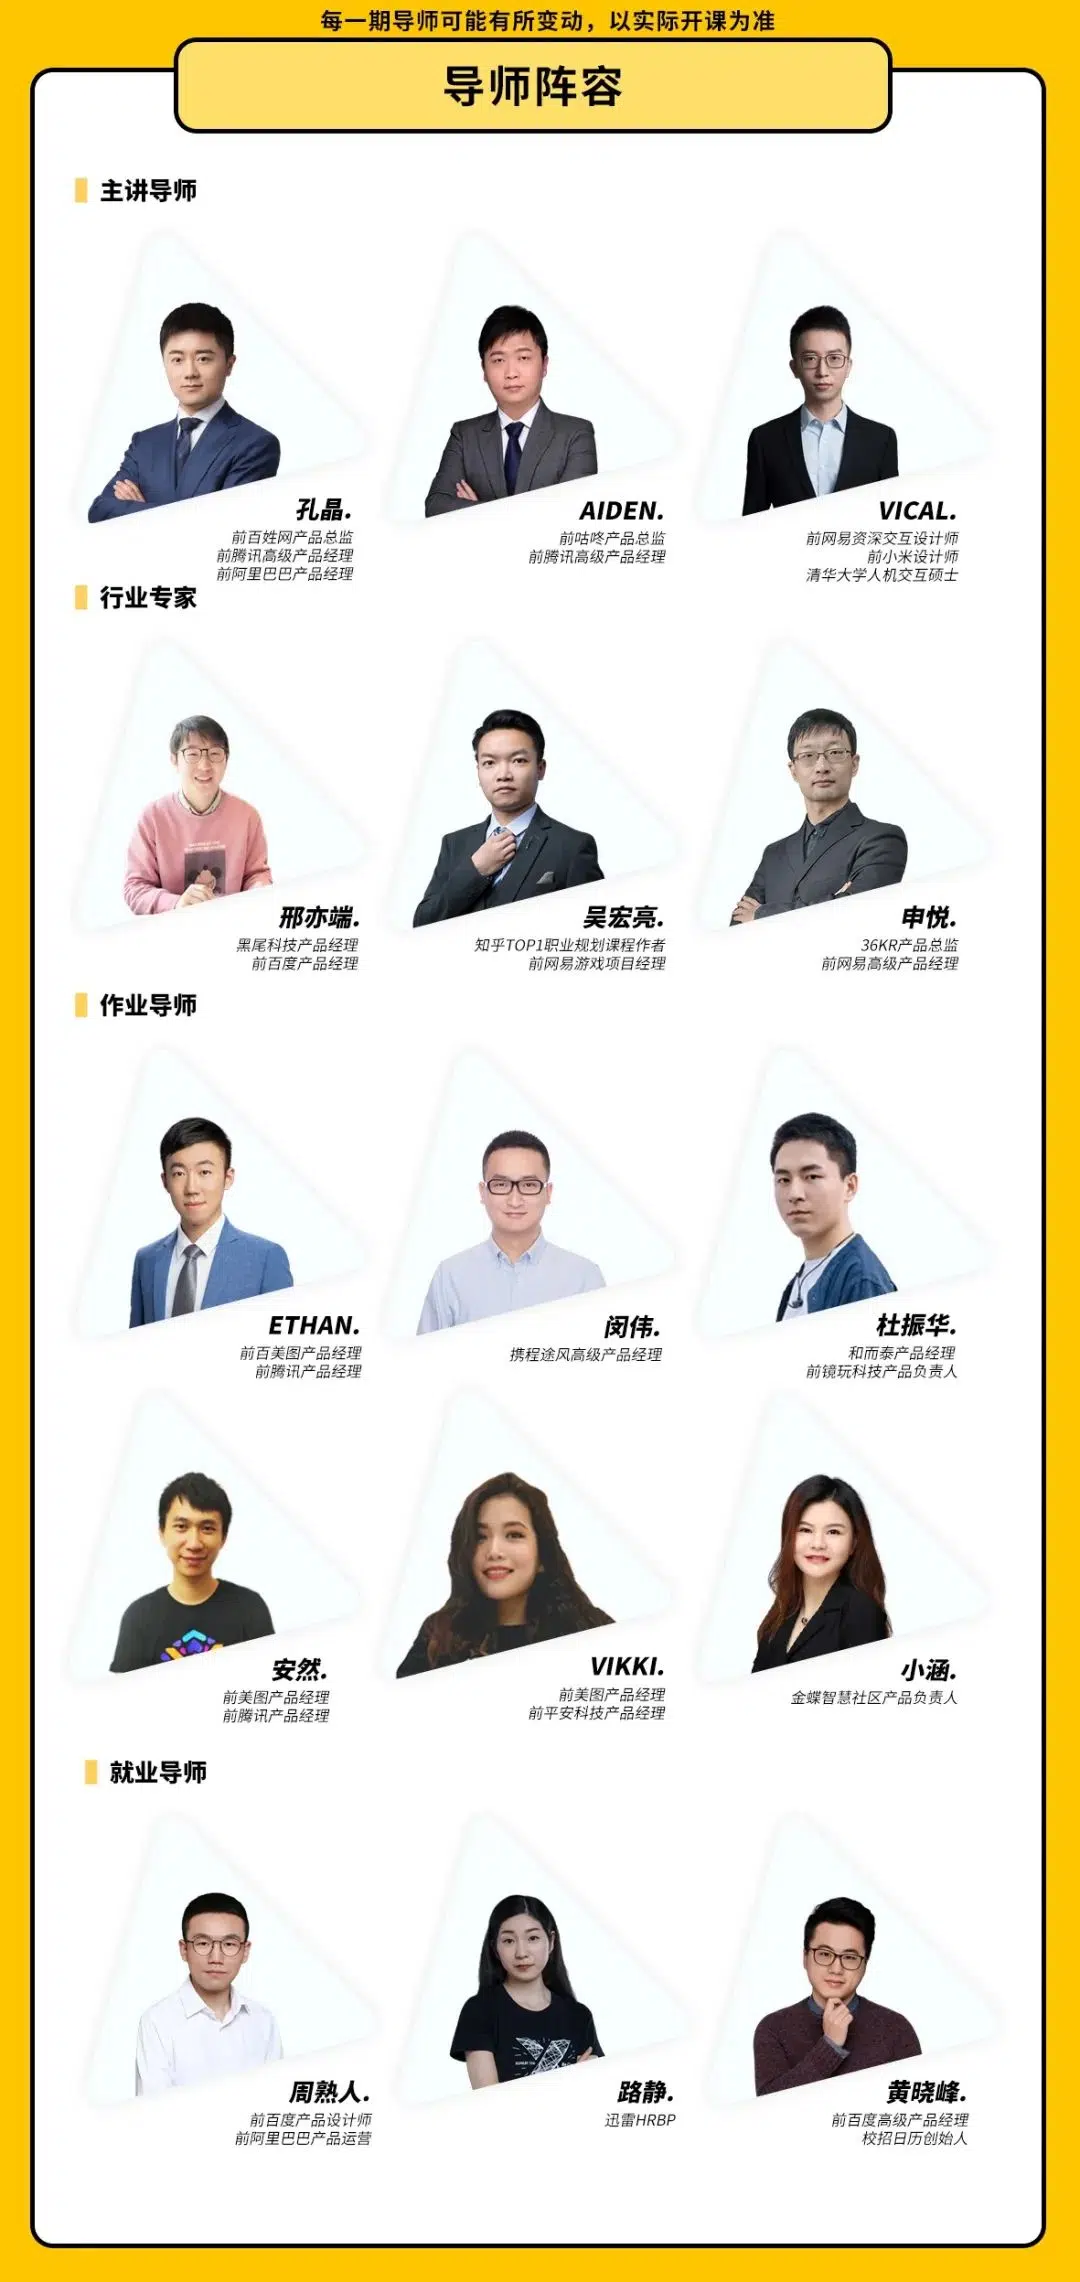 每一期导师可能有所变动，以实际开课为准
导师阵容
主讲导师
孔晶.
前百姓网产品总监
前腾讯高级产品经理
前阿里巴巴产品经理
AIDEN.
前咕咚产品总监
前腾讯高级产品经理
VICAL.
前网易资深交互设计师
前小米设计师
清华大学人机交互硕士
行业专家
邢亦端.
黑尾科技产品经理
前百度产品经理
吴宏亮.
知乎TOP1职业规划课程作者
前网易游戏项目经理
申悦.
36KR产品总监
前网易高级产品经理
作业导师
ETHAN.
前百美图产品经理
前腾讯产品经理
闵伟.
携程途风高级产品经理
杜振华.
和而泰产品经理
前镜玩科技产品负责人
安然.
前美图产品经理
前腾讯产品经理
VIKKI.
前美图产品经理
前平安科技产品经理
小涵.
金蝶智慧社区产品负责人
就业导师
周熟人.
前百度产品设计师
前阿里巴巴产品运营
路静.
迅雷HRBP
黄晓峰.
前百度高级产品经理
校招日历创始人